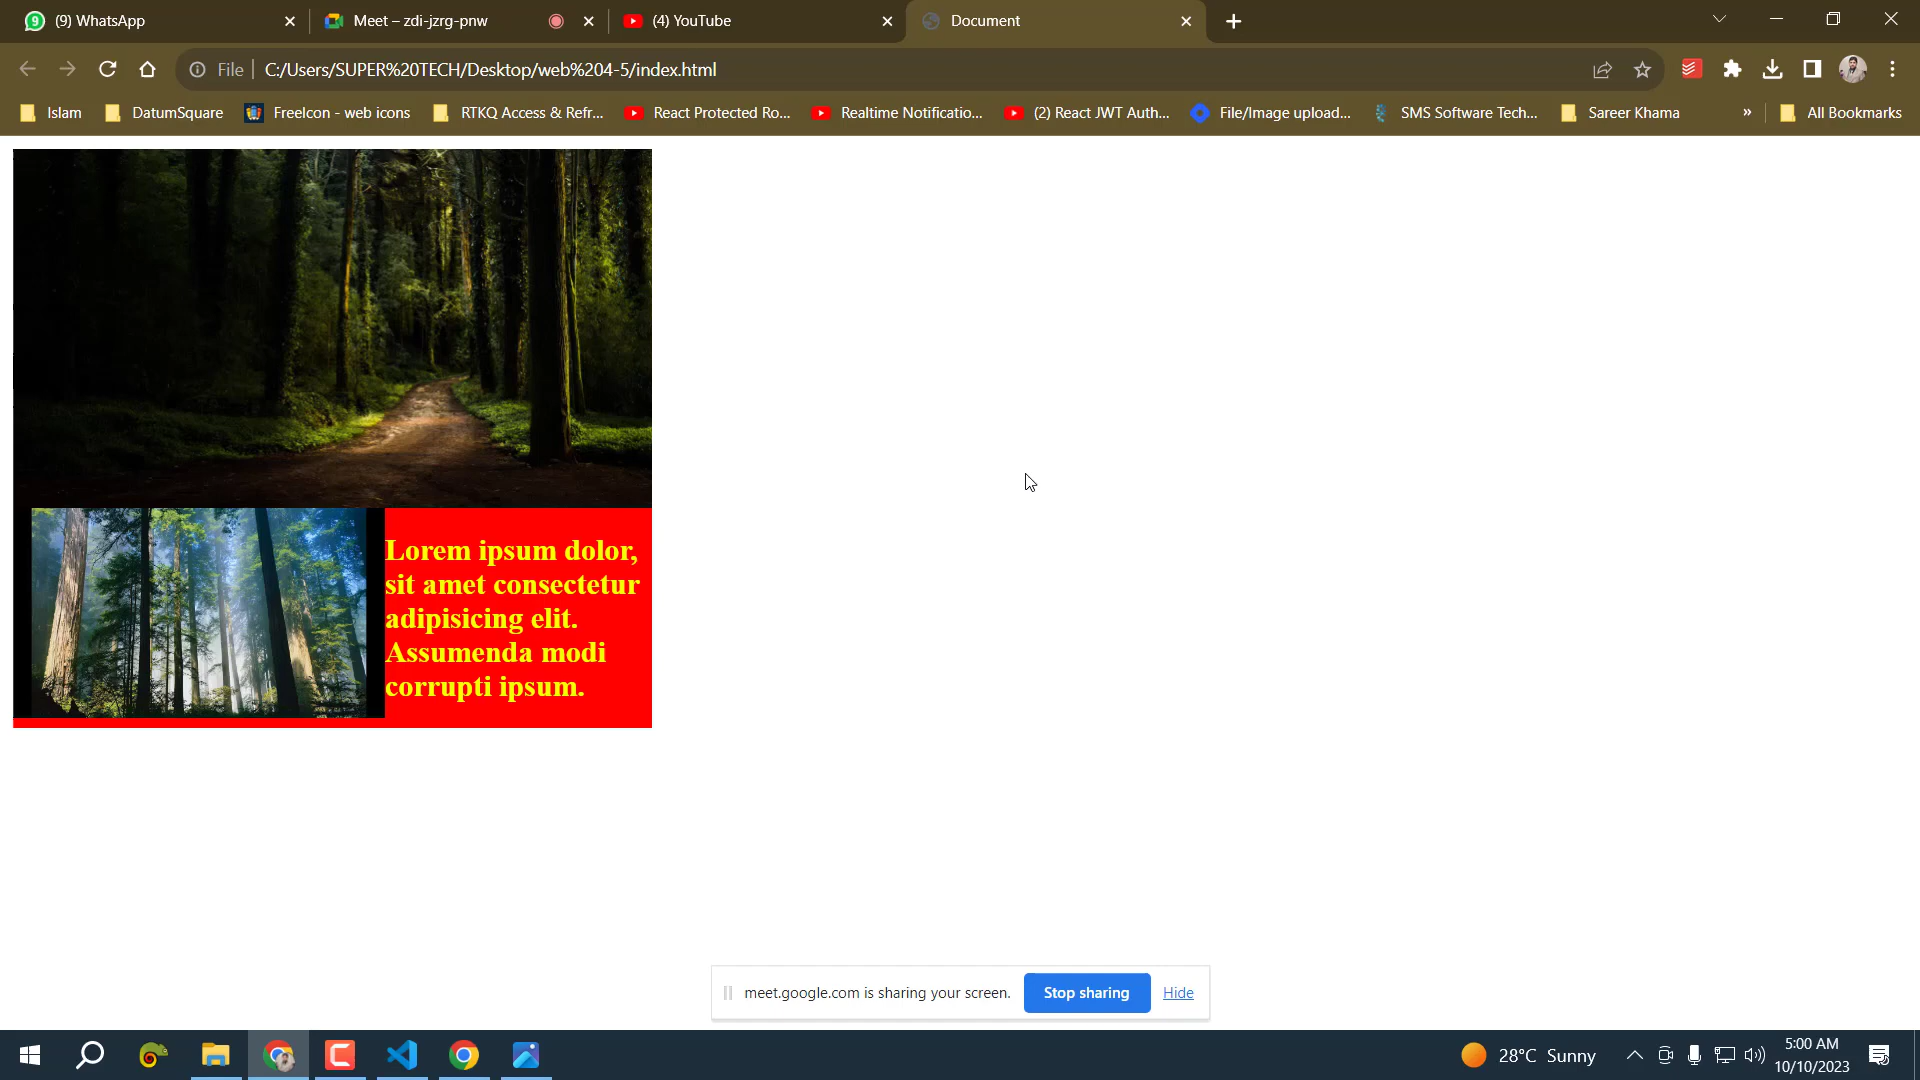 9
(9) WhatsApp
Meet – zdi-jzrg-pnw
(4) YouTube
Document
File
C:/Users/SUPER%20TECH/Desktop/web%204-5/index.html
Islam
DatumSquare
FreeIcon - web icons
RTKQ Access & Refr...
React Protected Ro...
Realtime Notificatio...
(2) React JWT Auth...
File/Image upload...
SMS Software Tech...
Sareer Khama
»
All Bookmarks
Lorem ipsum dolor,
sit amet consectetur
adipisicing elit.
Assumenda modi
corrupti ipsum.
meet.google.com is sharing your screen.
Stop sharing
Hide
28°C Sunny
5:00 AM
10/10/2023